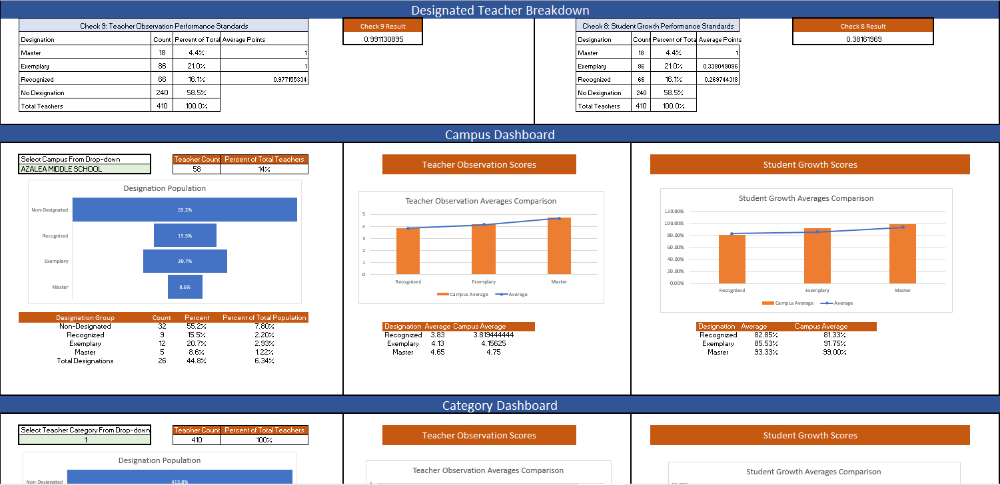 Designated Teacher Breakdown
Check 9: Teacher Observation Performance Standards
Designation Count Percent of Total Average Points
Master 18 4.4% 1
Exemplary 86 21.0% 1
Recognized 66 16.1% 0.977155334
No Designation 240 58.5%
Total Teachers 410 100.0%
Check 9 Result
0.991130895
Check 8: Student Growth Performance Standards
Designation Count Percent of Tota Average Points
Master 18 4.4% 1
Exemplary 86 21.0% 0.338049096
Recognized 66 16.1% 0.269744318
No Designation 240 58.5%
Total Teachers 410 100.0%
Check 8 Result
0.38161969
Campus Dashboard
Select Campus From Drop-down
AZALEA MIDDLE SCHOOL
Teacher Count Percent of Total Teachers
58 14%
Designation Population
Non-Designated 55.2%
Recognized 15.5%
Exemplary 20.7%
Master 8.6%
Designation Group Count Percent Percent of Total Population
Non-Designated 32 55.2% 7.80%
Recognized 9 15.5% 2.20%
Exemplary 12 20.7% 2.93%
Master 5 8.6% 1.22%
Total Designations 26 44.8% 6.34%
Teacher Observation Scores
Teacher Observation Averages Comparison
5
4
3
2
1
0
Recognized Exemplary Master
Campus Average Average
Designation Average Campus Average
Recognized 3.83 3.819444444
Exemplary 4.13 4.15625
Master 4.65 4.75
Student Growth Scores
Student Growth Averages Comparison
120.00%
100.00%
80.00%
60.00%
40.00%
20.00%
0.00%
Recognized Exemplary Master
Campus Average Average
Designation Average Campus Average
Recognized 82.85% 81.33%
Exemplary 85.53% 91.75%
Master 93.33% 99.00%
Category Dashboard
Select Teacher Category From Drop-down
1
Teacher Count Percent of Total Teachers
410 100%
Designation Population
Non-Designated 413.8%
Teacher Observation Scores
Teacher Observation Averages Comparison
Student Growth Scores
Student Growth Averages Comparison